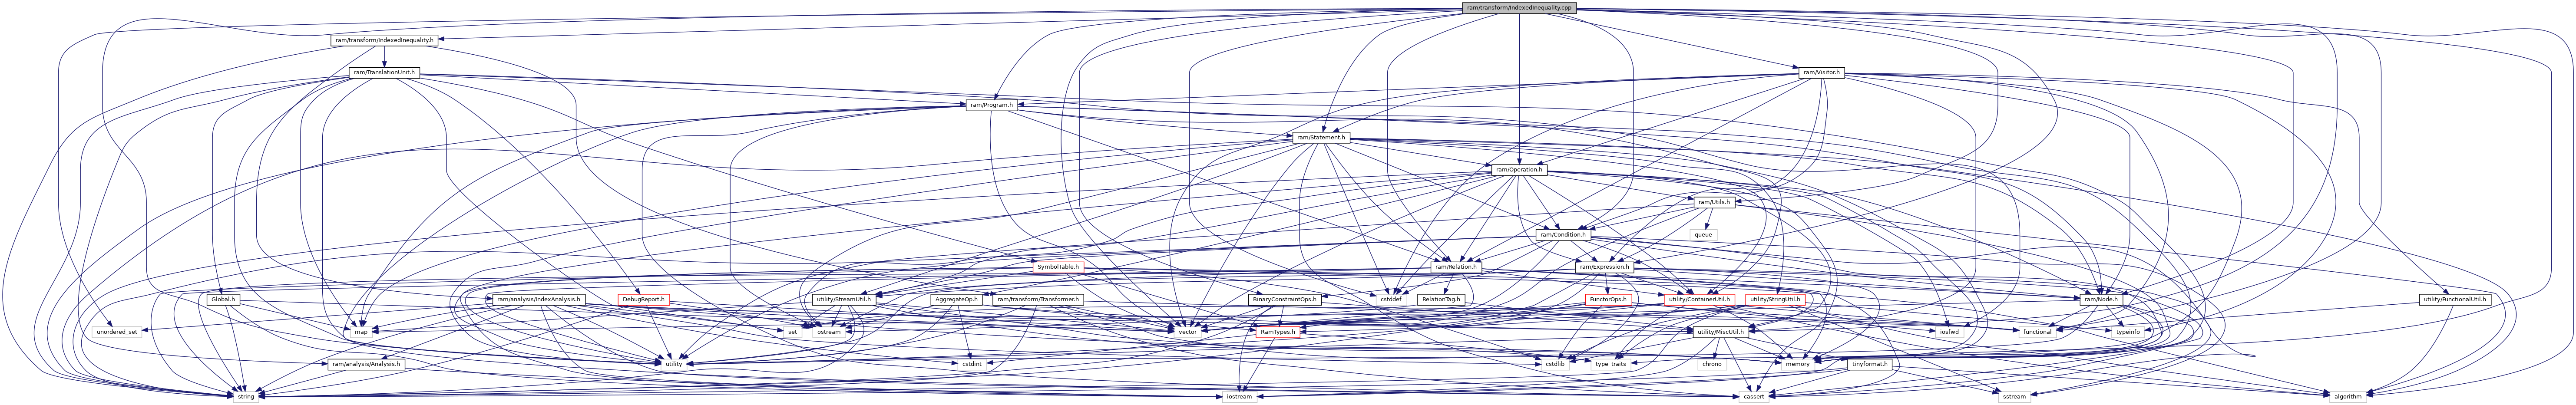 ram/transform/IndexedInequality.cpp
ram/transform/IndexedInequality.h
ram/TranslationUnit.h
ram/Visitor.h
ram/Program.h
ram/Statement.h
ram/Operation.h
ram/Utils.h
ram/Condition.h
queue
SymbolTable.h
ram/Relation.h
ram/Expression.h
Global.h
ram/analysis/IndexAnalysis.h
DebugReport.h
utility/StreamUtil.h
AggregateOp.h
ram/transform/Transformer.h
BinaryConstraintOps.h
cstddef
RelationTag.h
FunctorOps.h
utility/ContainerUtil.h
utility/StringUtil.h
ram/Node.h
utility/FunctionalUtil.h
unordered_set
map
set
ostream
vector
RamTypes.h
utility/MiscUtil.h
iosfwd
functional
typeinfo
ram/analysis/Analysis.h
utility
cstdint
cstdlib
type_traits
chrono
memory
tinyformat.h
string
iostream
cassert
sstream
algorithm